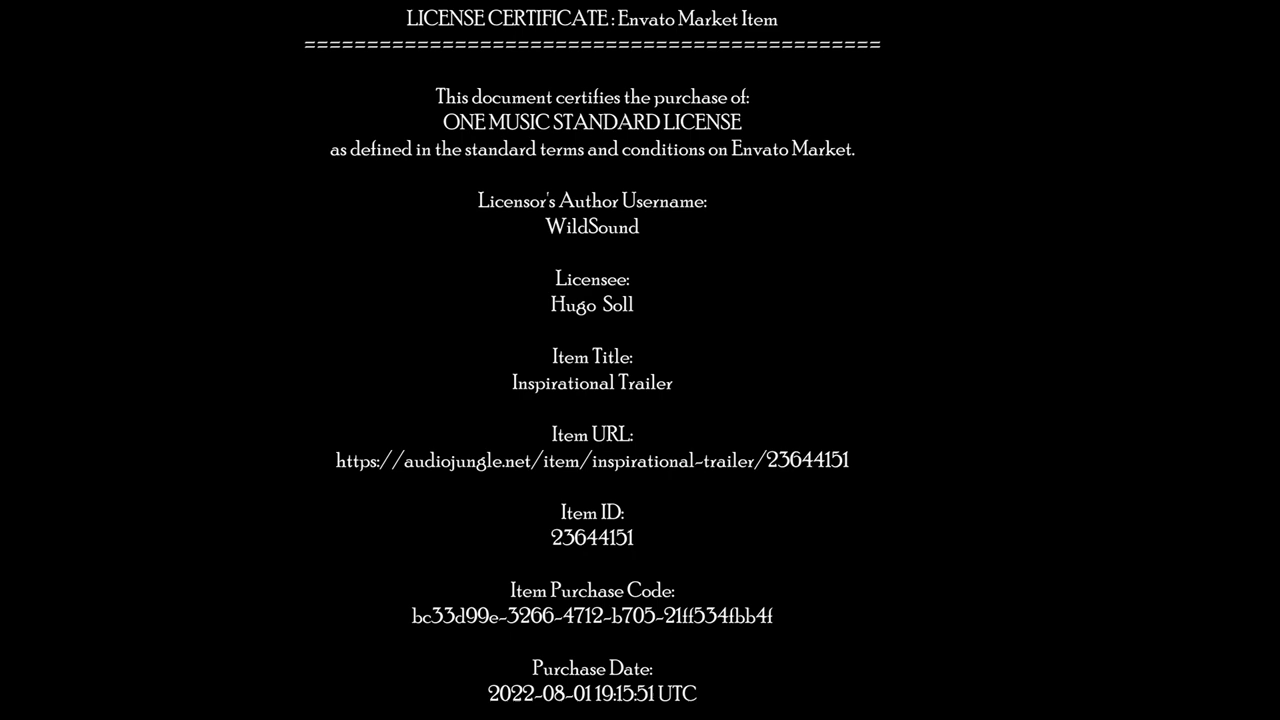 LICENSE CERTIFICATE : Envato Market Item
==============================================
This document certifies the purchase of:
ONE MUSIC STANDARD LICENSE
as defined in the standard terms and conditions on Envato Market.
Licensor's Author Username:
WildSound
Licensee:
Hugo Soll
Item Title:
Inspirational Trailer
Item URL:
https://audiojungle.net/item/inspirational-trailer/23644151
Item ID:
23644151
Item Purchase Code:
bc33d99e-3266-4712-b705-21ff534fbb4f
Purchase Date:
2022-08-01 19:15:51 UTC